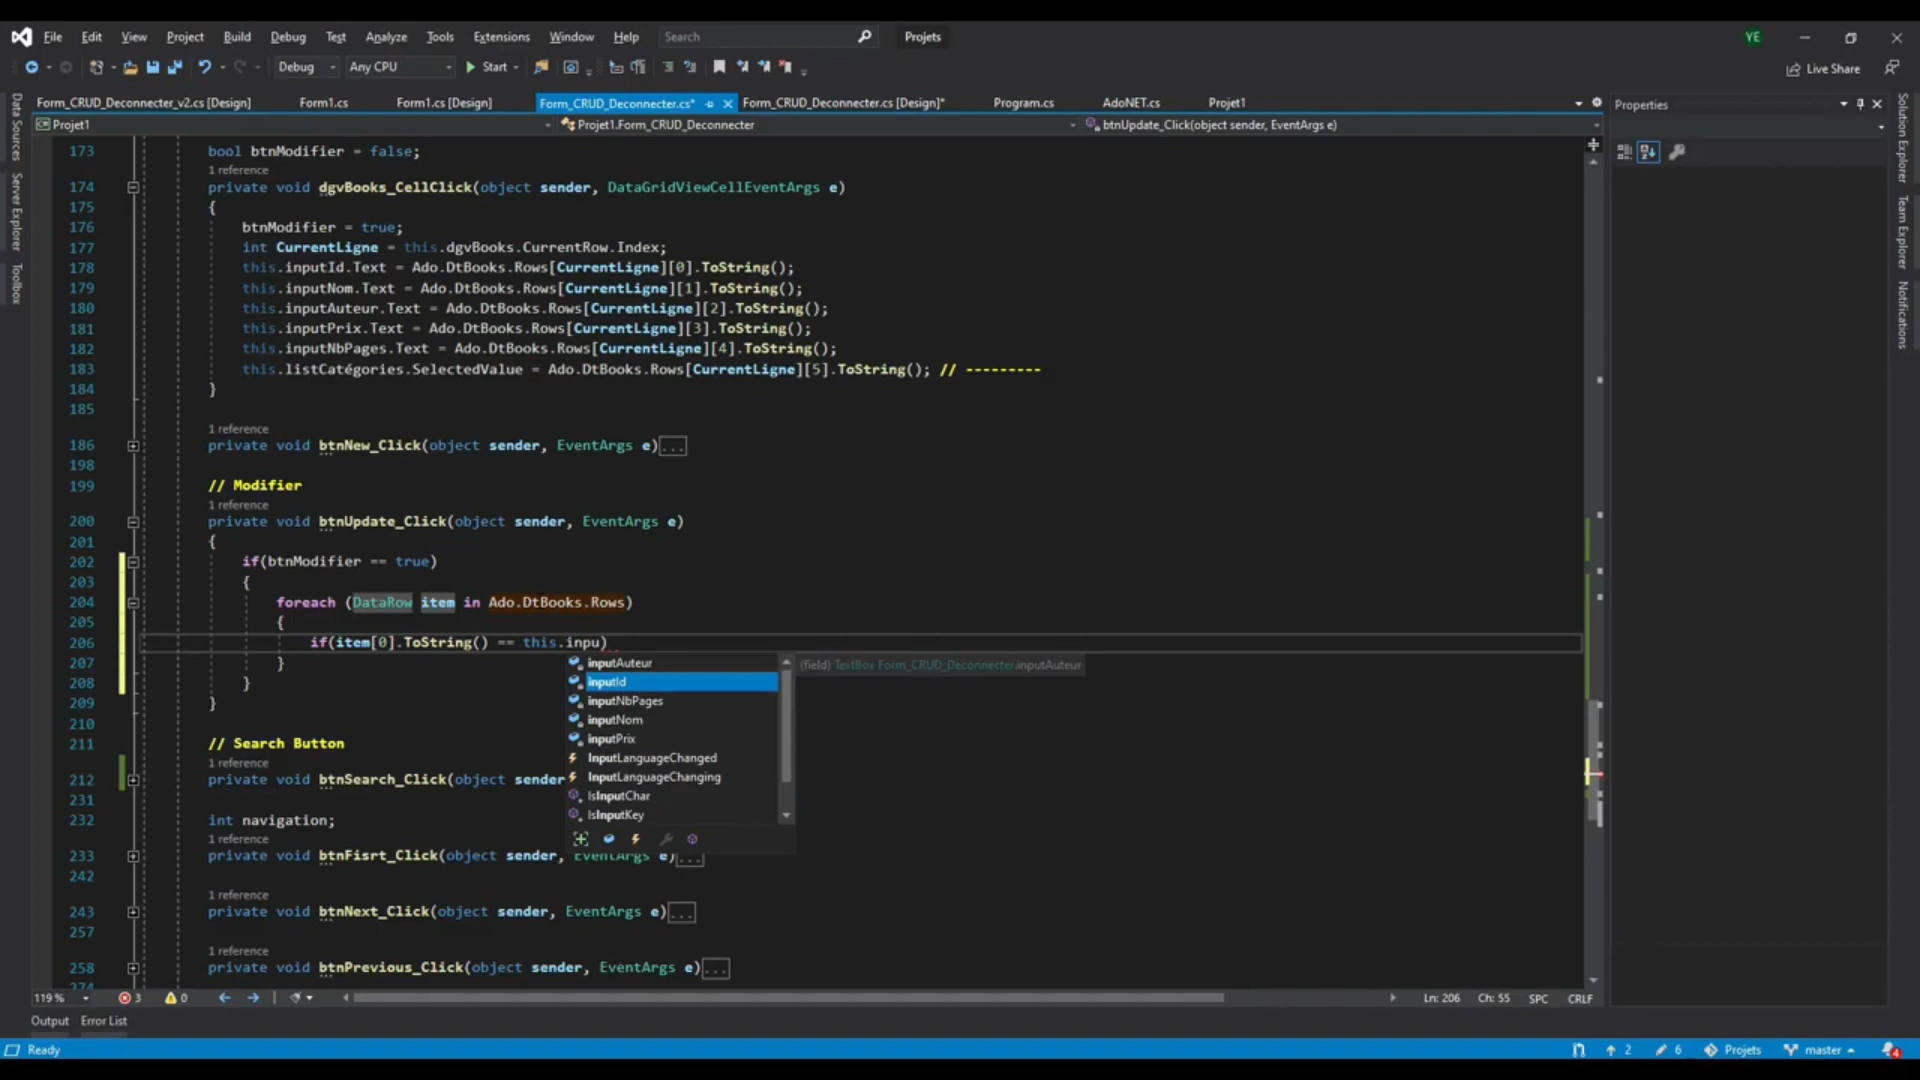 File Edit View Project Build Debug Test Analyze Tools Extensions Window Help Search Projets YE
Debug Any CPU Start Live Share
Form_CRUD_Deconnecter_v2.cs [Design] Form1.cs Form1.cs [Design] Form_CRUD_Deconnecter.cs* Form_CRUD_Deconnecter.cs [Design]* Program.cs AdoNET.cs Projet1
Properties
Projet1 Projet1.Form_CRUD_Deconnecter btnUpdate_Click(object sender, EventArgs e)
Data Sources
Server Explorer
Toolbox
Solution Explorer
Team Explorer
Notifications
173 bool btnModifier = false;
1 reference
174 private void dgvBooks_CellClick(object sender, DataGridViewCellEventArgs e)
175 {
176 btnModifier = true;
177 int CurrentLigne = this.dgvBooks.CurrentRow.Index;
178 this.inputId.Text = Ado.DtBooks.Rows[CurrentLigne][0].ToString();
179 this.inputNom.Text = Ado.DtBooks.Rows[CurrentLigne][1].ToString();
180 this.inputAuteur.Text = Ado.DtBooks.Rows[CurrentLigne][2].ToString();
181 this.inputPrix.Text = Ado.DtBooks.Rows[CurrentLigne][3].ToString();
182 this.inputNbPages.Text = Ado.DtBooks.Rows[CurrentLigne][4].ToString();
183 this.listCatégories.SelectedValue = Ado.DtBooks.Rows[CurrentLigne][5].ToString(); // ---------
184 }
185
1 reference
186 private void btnNew_Click(object sender, EventArgs e)...
198
199 // Modifier
1 reference
200 private void btnUpdate_Click(object sender, EventArgs e)
201 {
202 if(btnModifier == true)
203 {
204 foreach (DataRow item in Ado.DtBooks.Rows)
205 {
206 if(item[0].ToString() == this.inpu)
207 }
208 }
209 }
210
211 // Search Button
1 reference
212 private void btnSearch_Click(object sender
231
232 int navigation;
1 reference
233 private void btnFisrt_Click(object sender, EventArgs e)...
242
1 reference
243 private void btnNext_Click(object sender, EventArgs e)...
257
1 reference
258 private void btnPrevious_Click(object sender, EventArgs e)...
274
inputAuteur
inputId
inputNbPages
inputNom
inputPrix
InputLanguageChanged
InputLanguageChanging
IsInputChar
IsInputKey
(field) TextBox Form_CRUD_Deconnecter.inputAuteur
119 % 3 0 Ln: 206 Ch: 55 SPC CRLF
Output Error List
Ready 2 6 Projets master 4